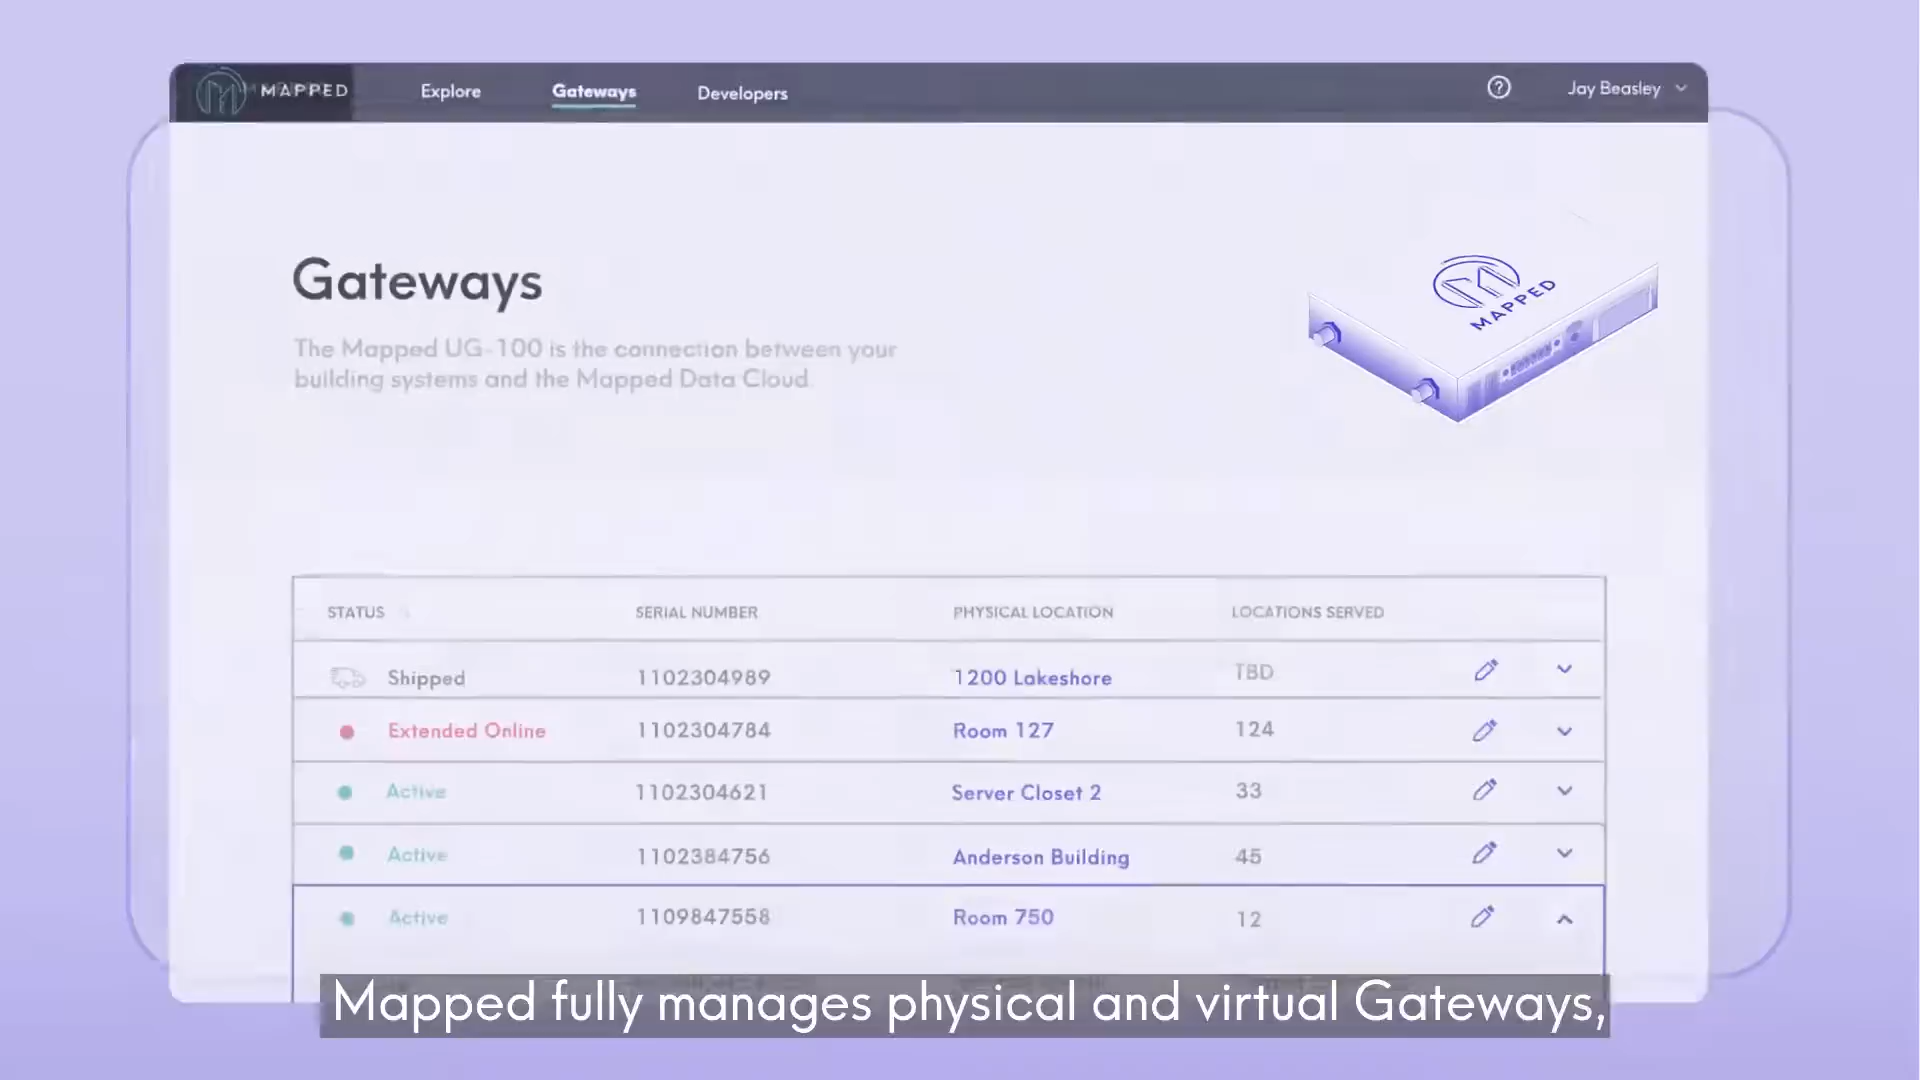 MAPPED
Explore
Gateways
Developers
Jay Beasley
Gateways
The Mapped UG-100 is the connection between your
building systems and the Mapped Data Cloud.
MAPPED
STATUS SERIAL NUMBER PHYSICAL LOCATION LOCATIONS SERVED
Shipped 1102304989 1200 Lakeshore TBD
Extended Online 1102304784 Room 127 124
Active 1102304621 Server Closet 2 33
Active 1102384756 Anderson Building 45
Active 1109847558 Room 750 12
Mapped fully manages physical and virtual Gateways,